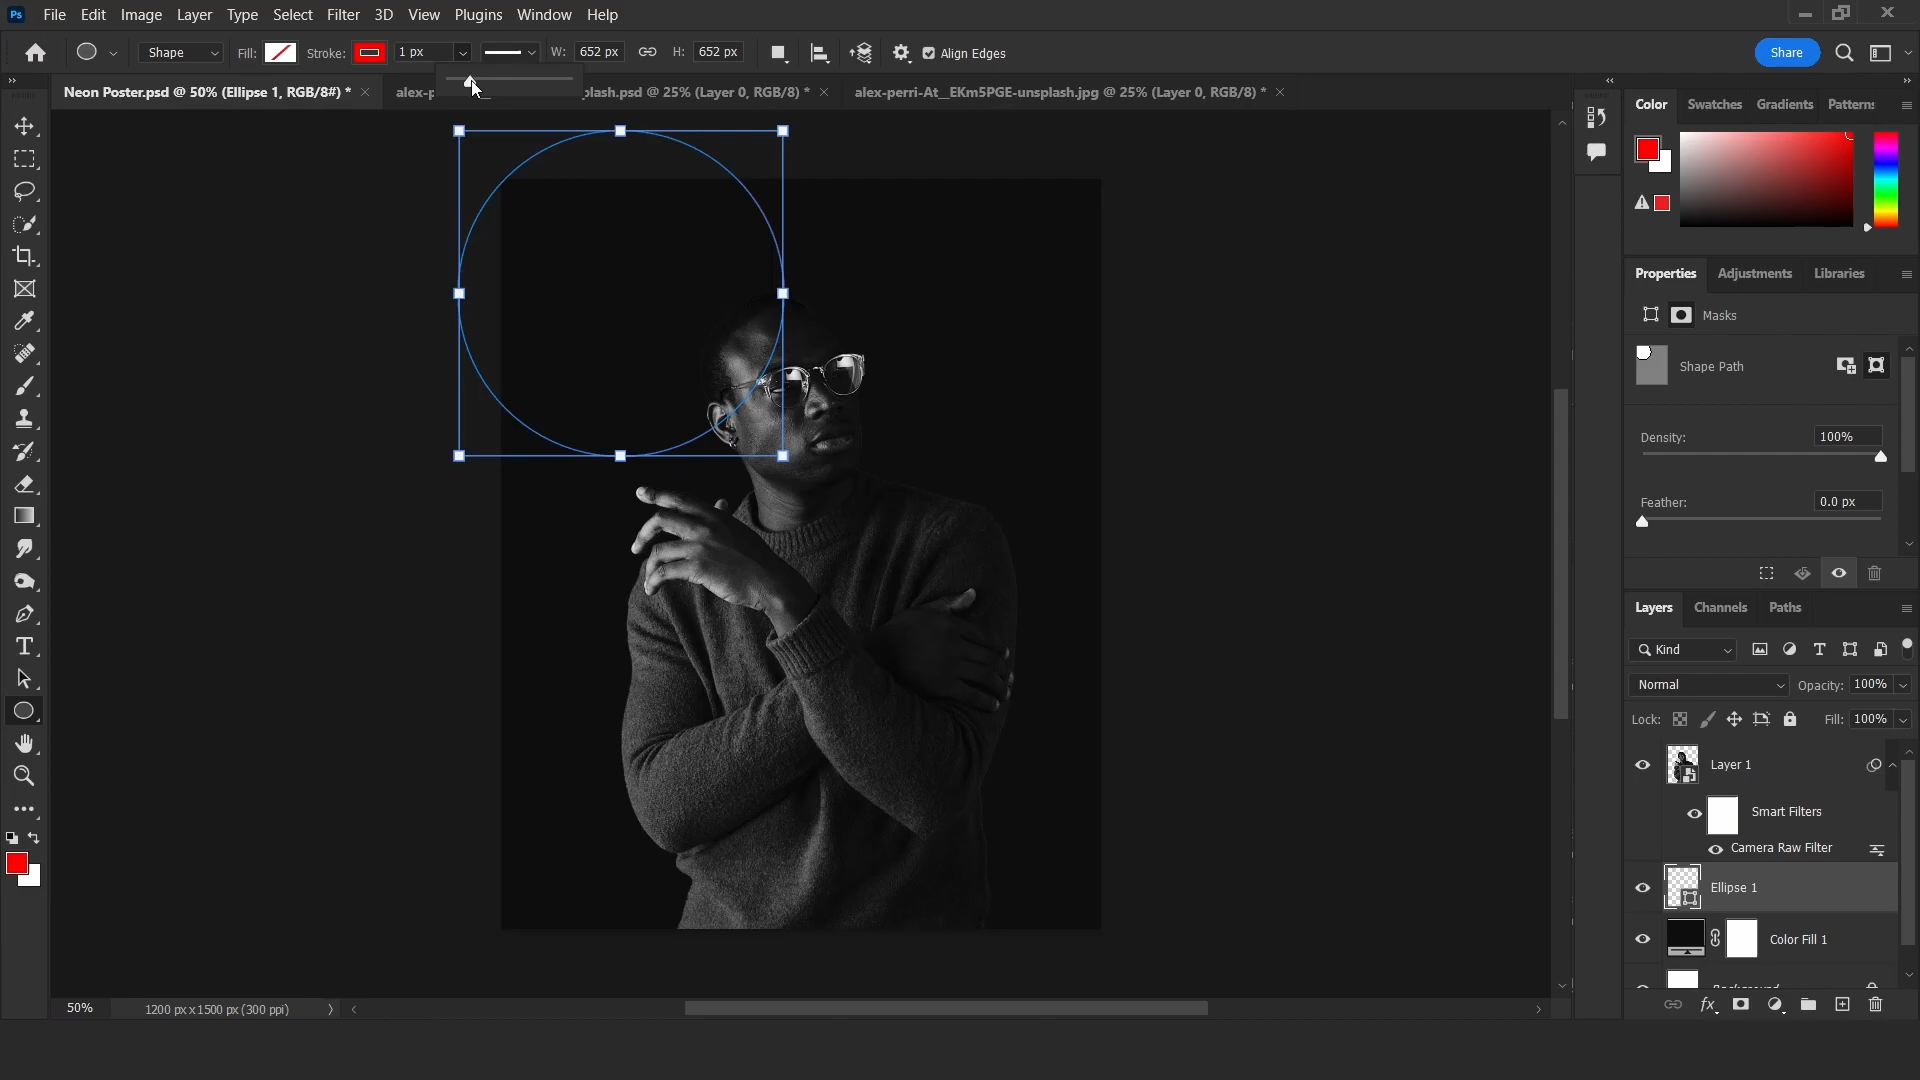 Ps File Edit Image Layer Type Select Filter 3D View Plugins Window Help
Shape Fill: Stroke: 1 px W: 652 px H: 652 px Align Edges Share
Neon Poster.psd @ 50% (Ellipse 1, RGB/8#) * alex-p plash.psd @ 25% (Layer 0, RGB/8) * alex-perri-At__EKm5PGE-unsplash.jpg @ 25% (Layer 0, RGB/8) *
Color Swatches Gradients Patterns
Properties Adjustments Libraries
Masks
Shape Path
Density: 100%
Feather: 0.0 px
Layers Channels Paths
Kind
Normal Opacity: 100%
Lock: Fill: 100%
Layer 1
Smart Filters
Camera Raw Filter
Ellipse 1
Color Fill 1
Background
fx
50% 1200 px x 1500 px (300 ppi)